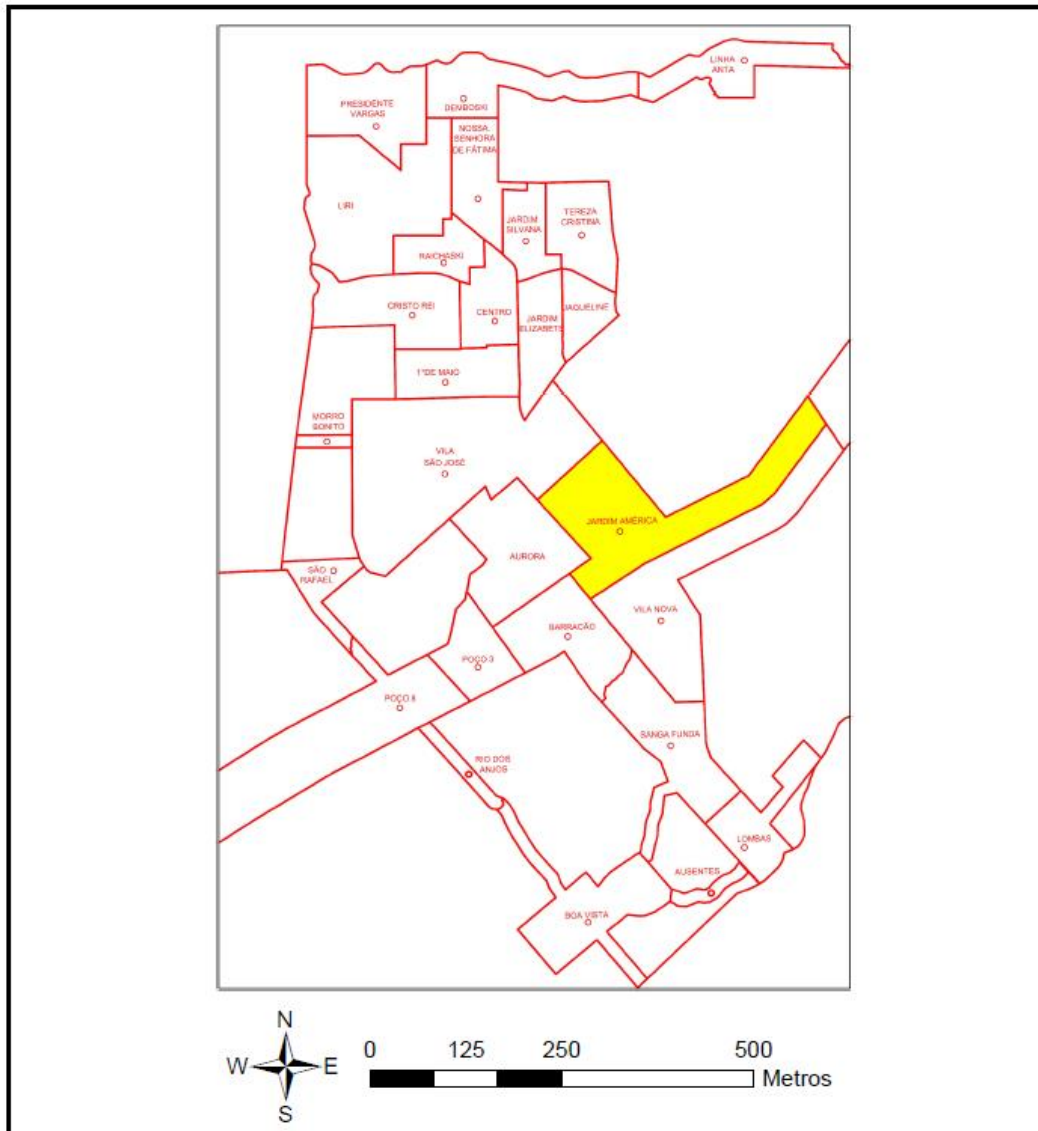 LINHA
ANTA
PRESIDENTE
VARGAS
DEMBOSKI
NOSSA
SENHORA
DE FÁTIMA
LIRI
JARDIM
SILVANA
TEREZA
CRISTINA
RAICHASKI
CRISTO REI
CENTRO
JARDIM
ELIZABETE
JAQUELINE
1º DE MAIO
MORRO
BONITO
VILA
SÃO JOSÉ
JARDIM AMÉRICA
AURORA
SÃO
RAFAEL
VILA NOVA
BARRACÃO
POÇO 3
POÇO 8
SANGA FUNDA
RIO DOS
ANJOS
LOMBAS
AUSENTES
BOA VISTA
N
W E
S
0 125 250 500
Metros